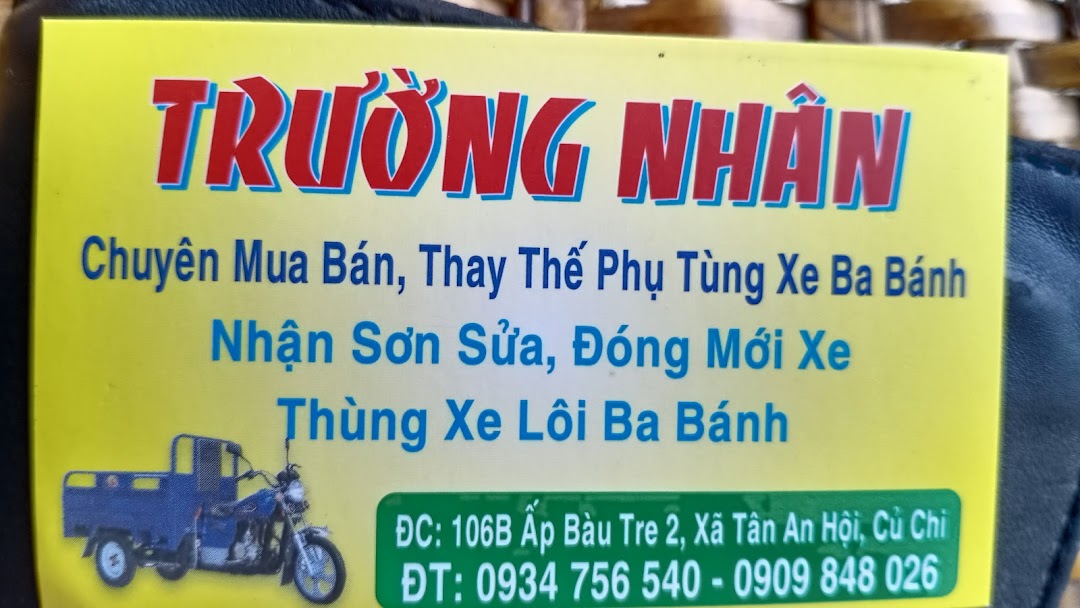 TRƯỜNG NHÂN
Chuyên Mua Bán, Thay Thế Phụ Tùng Xe Ba Bánh
Nhận Sơn Sửa, Đóng Mới Xe
Thùng Xe Lôi Ba Bánh
ĐC: 106B Ấp Bàu Tre 2, Xã Tân An Hội, Củ Chi
ĐT: 0934 756 540 - 0909 848 026